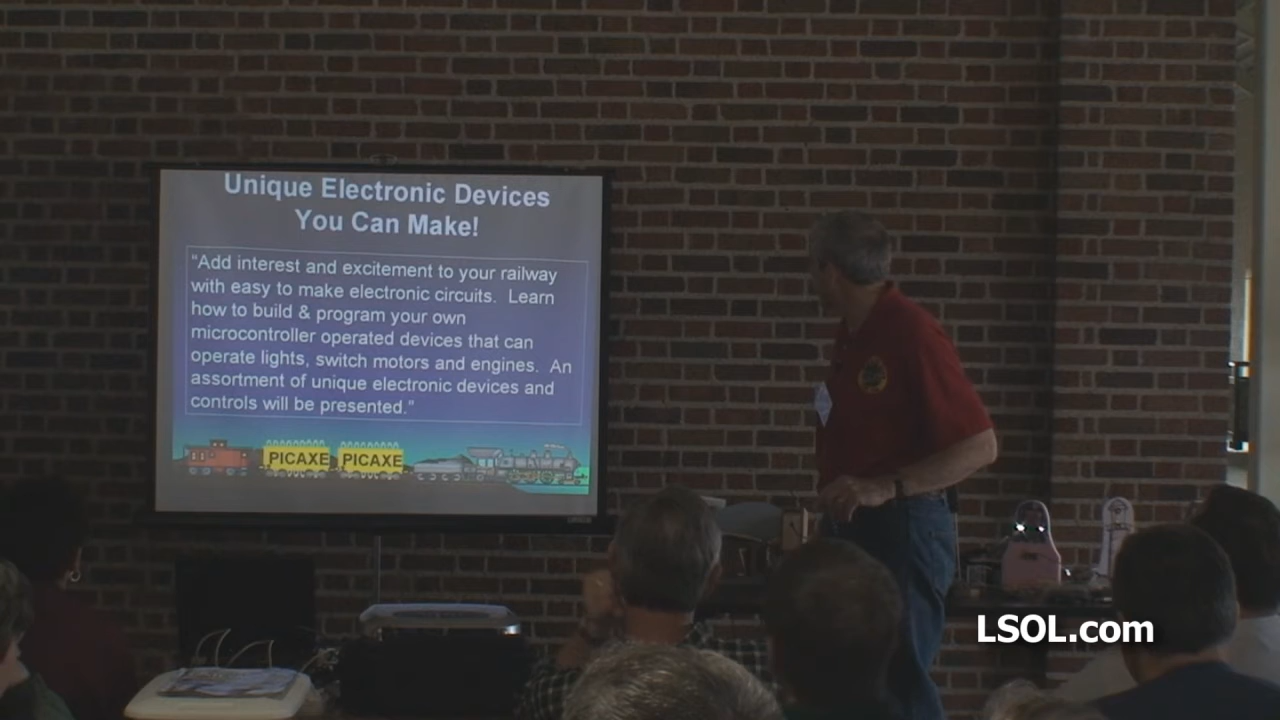 Unique Electronic Devices
You Can Make!
"Add interest and excitement to your railway
with easy to make electronic circuits.  Learn
how to build & program your own
microcontroller operated devices that can
operate lights, switch motors and engines.  An
assortment of unique electronic devices and
controls will be presented."
PICAXE PICAXE
LSOL.com